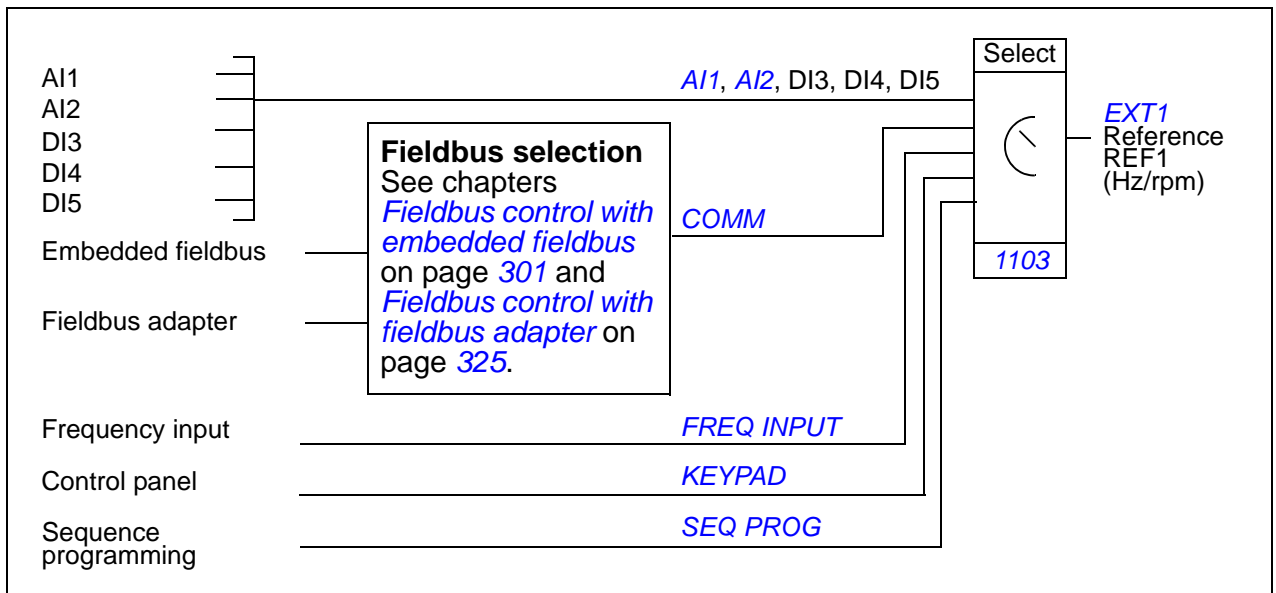 Select
AI1
AI2
DI3
DI4
DI5
AI1, AI2, DI3, DI4, DI5
EXT1
Reference
REF1
(Hz/rpm)
Fieldbus selection
See chapters
Fieldbus control with
embedded fieldbus
on page 301 and
Fieldbus control with
fieldbus adapter on
page 325.
COMM
1103
Embedded fieldbus
Fieldbus adapter
Frequency input
FREQ INPUT
Control panel
KEYPAD
Sequence
programming
SEQ PROG